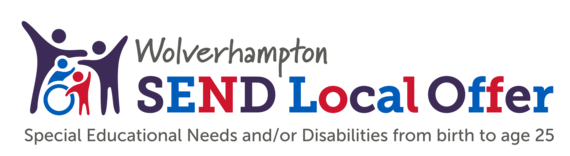 Wolverhampton
SEND Local Offer
Special Educational Needs and/or Disabilities from birth to age 25